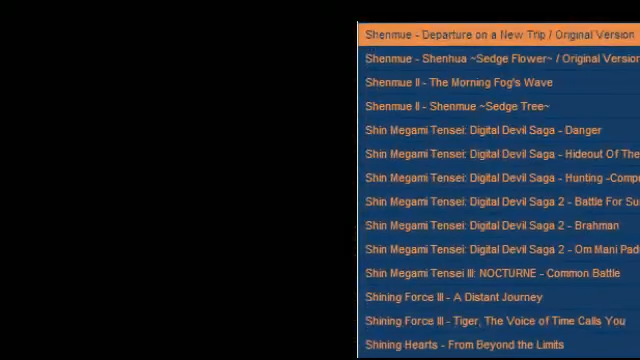 Shenmue - Departure on a New Trip / Original Version
Shenmue - Shenhua ~Sedge Flower~ / Original Version
Shenmue II - The Morning Fog's Wave
Shenmue II - Shenmue ~Sedge Tree~
Shin Megami Tensei: Digital Devil Saga - Danger
Shin Megami Tensei: Digital Devil Saga - Hideout Of The
Shin Megami Tensei: Digital Devil Saga - Hunting -Comp
Shin Megami Tensei: Digital Devil Saga 2 - Battle For Su
Shin Megami Tensei: Digital Devil Saga 2 - Brahman
Shin Megami Tensei: Digital Devil Saga 2 - Om Mani Pad
Shin Megami Tensei III: NOCTURNE - Common Battle
Shining Force III - A Distant Journey
Shining Force III - Tiger, The Voice of Time Calls You
Shining Hearts - From Beyond the Limits